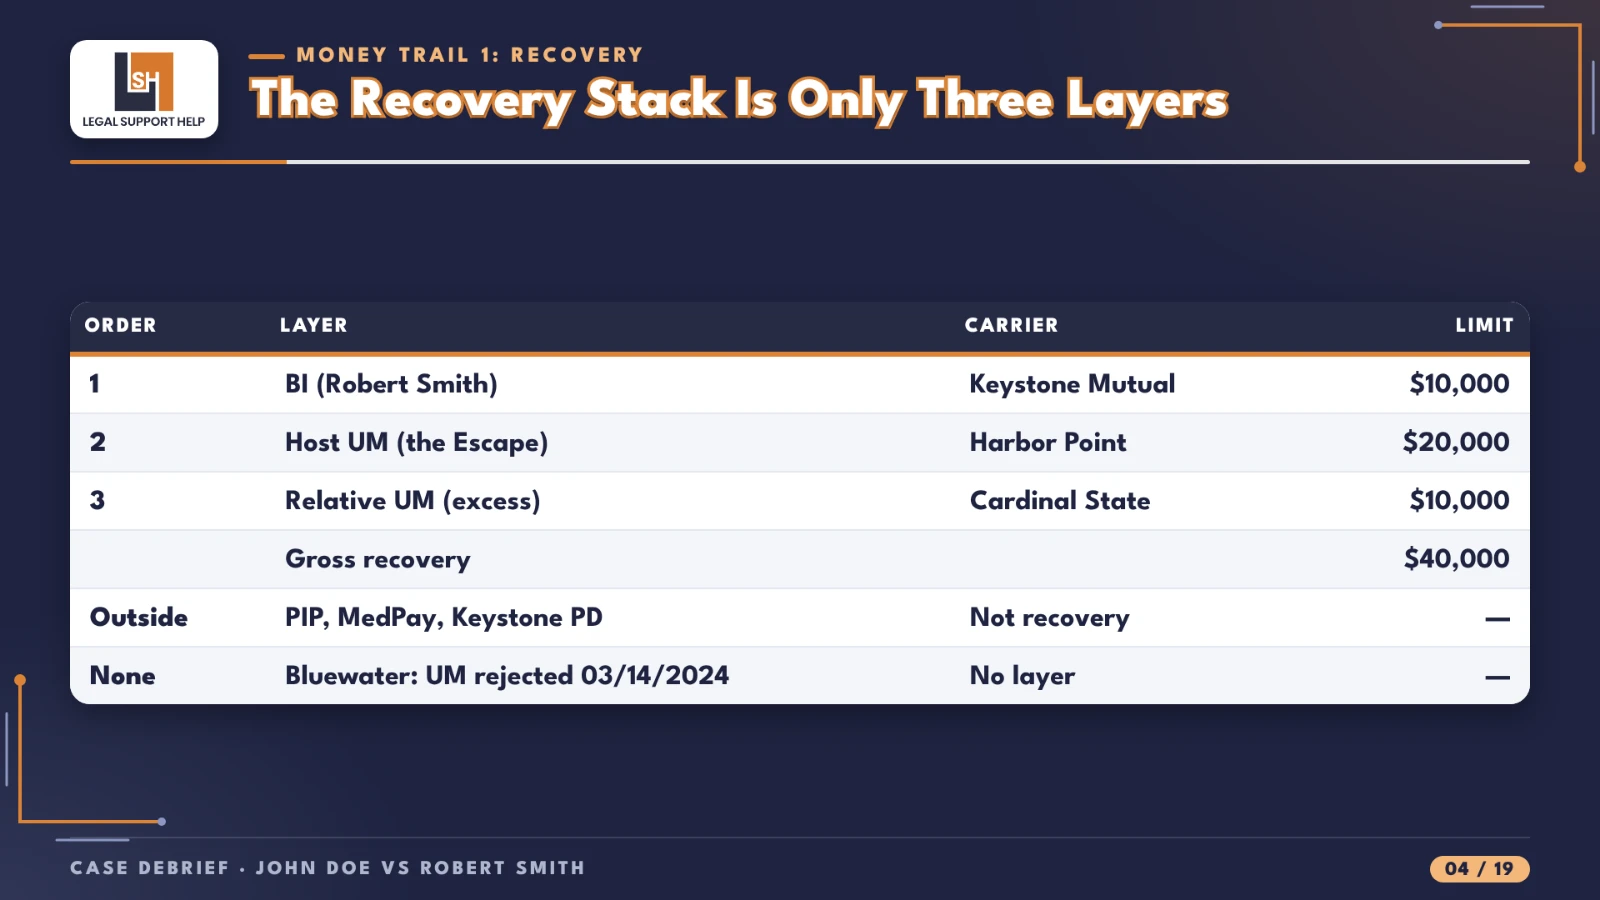 SH
LEGAL SUPPORT HELP
MONEY TRAIL 1: RECOVERY
The Recovery Stack Is Only Three Layers
ORDER LAYER CARRIER LIMIT
1 BI (Robert Smith) Keystone Mutual $10,000
2 Host UM (the Escape) Harbor Point $20,000
3 Relative UM (excess) Cardinal State $10,000
Gross recovery $40,000
Outside PIP, MedPay, Keystone PD Not recovery —
None Bluewater: UM rejected 03/14/2024 No layer —
CASE DEBRIEF · JOHN DOE VS ROBERT SMITH
04 / 19